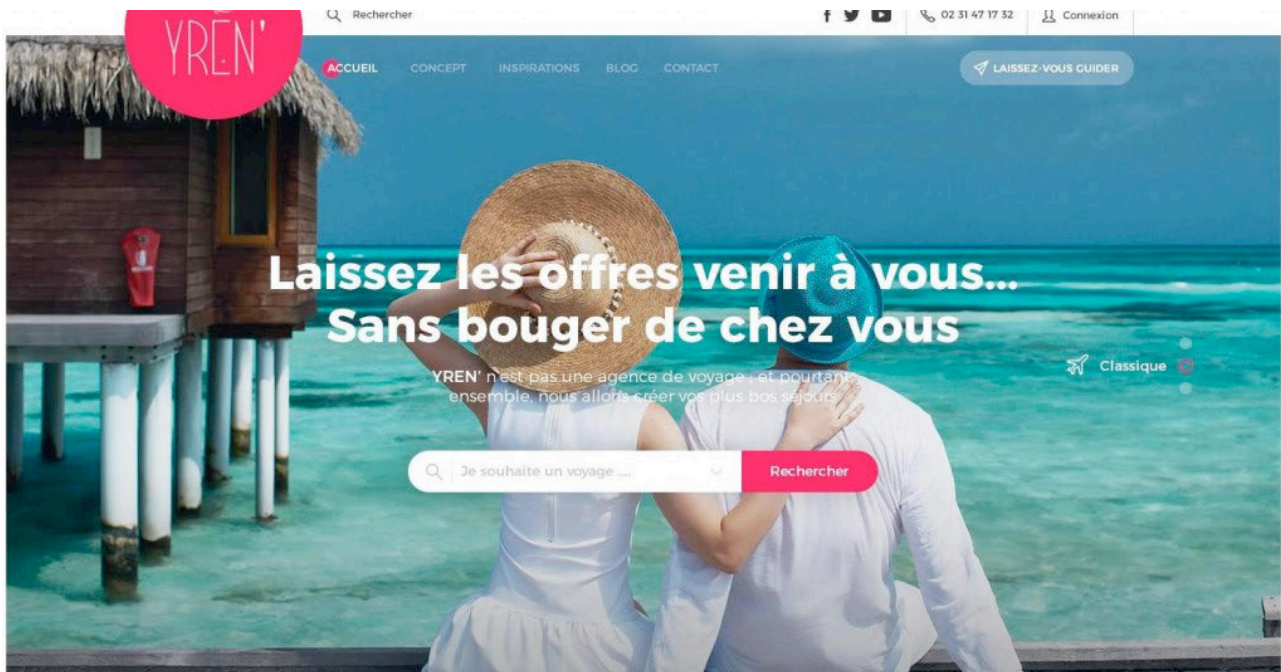 Rechercher
02 31 47 17 32
Connexion
YREN'
ACCUEIL
CONCEPT
INSPIRATIONS
BLOG
CONTACT
LAISSEZ-VOUS GUIDER
Laissez les offres venir à vous...
Sans bouger de chez vous
YREN' n'est pas une agence de voyage : et pourtant,
ensemble, nous allons créer vos plus bos séjours
Classique
Je souhaite un voyage ....
Rechercher